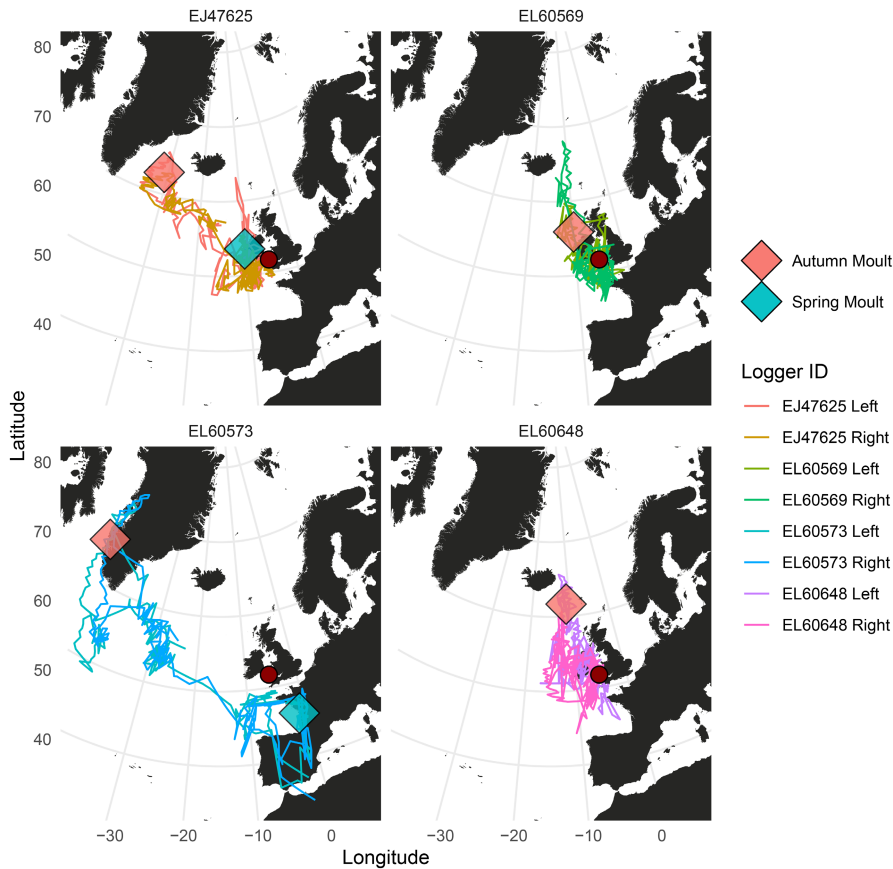 EJ47625 EL60569
80
70
60
50
40
Autumn Moult
Spring Moult
Logger ID
EJ47625 Left
EJ47625 Right
EL60569 Left
EL60569 Right
EL60573 Left
EL60573 Right
EL60648 Left
EL60648 Right
Latitude
EL60573 EL60648
80
70
60
50
40
−30 −20 −10 0 −30 −20 −10 0
Longitude